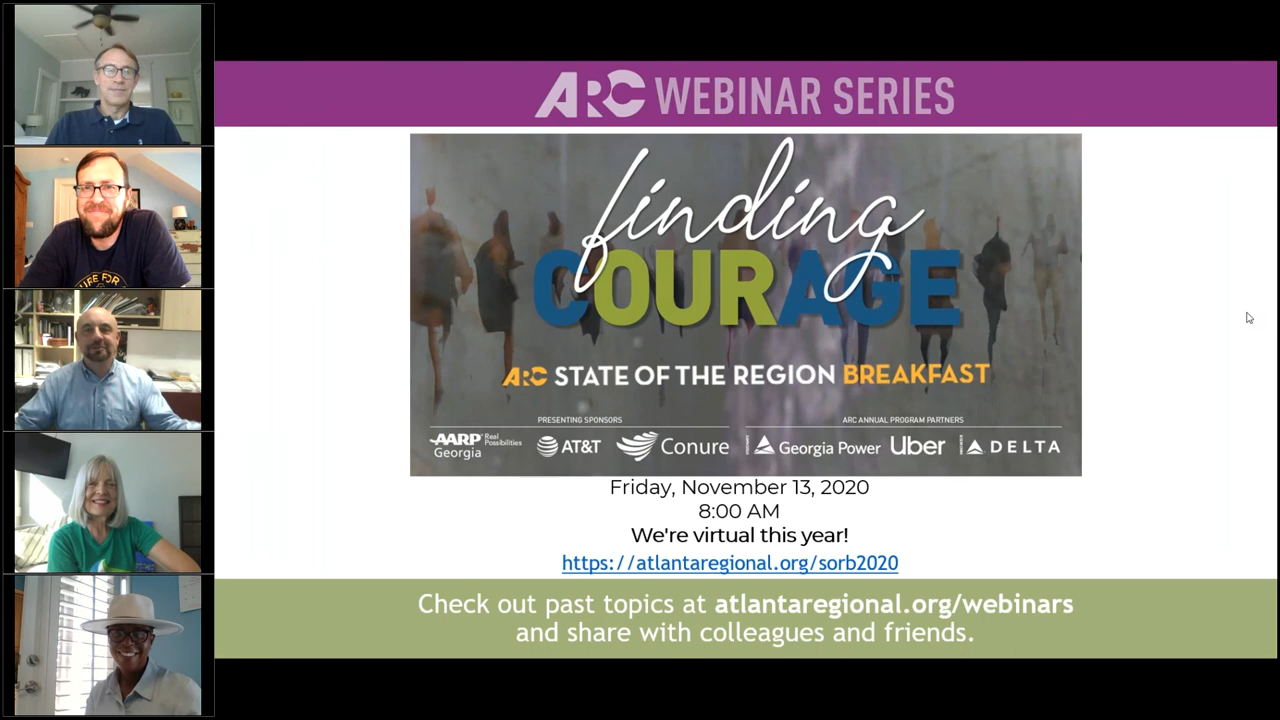 ARC WEBINAR SERIES
finding
COURAGE
ARC STATE OF THE REGION BREAKFAST
PRESENTING SPONSORS
ARC ANNUAL PROGRAM PARTNERS
AARP Real Possibilities
Georgia
AT&T
Conure
Georgia Power
Uber
DELTA
Friday, November 13, 2020
8:00 AM
We're virtual this year!
https://atlantaregional.org/sorb2020
Check out past topics at atlantaregional.org/webinars
and share with colleagues and friends.
IFE FOR